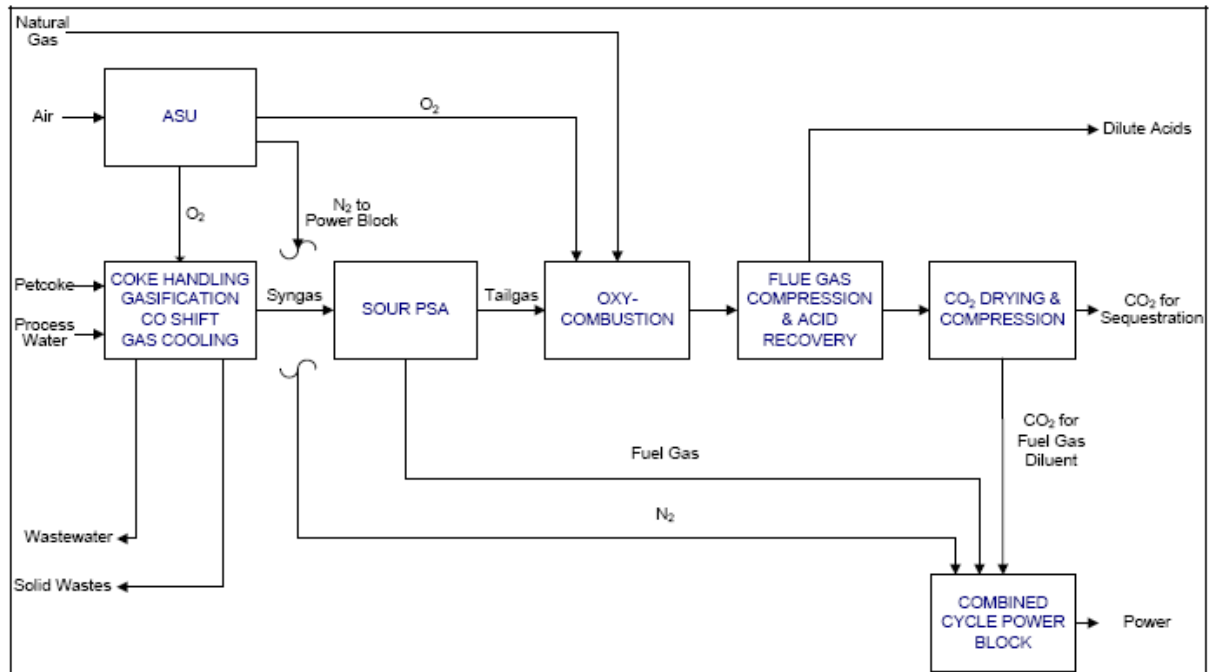 Natural
Gas
Air
ASU
O₂
Dilute Acids
O₂
N₂ to
Power Block
Petcoke
Process
Water
COKE HANDLING
GASIFICATION
CO SHIFT
GAS COOLING
Syngas
SOUR PSA
Tailgas
OXY-
COMBUSTION
FLUE GAS
COMPRESSION
& ACID
RECOVERY
CO₂ DRYING &
COMPRESSION
CO₂ for
Sequestration
CO₂ for
Fuel Gas
Diluent
Fuel Gas
N₂
Wastewater
Solid Wastes
COMBINED
CYCLE POWER
BLOCK
Power